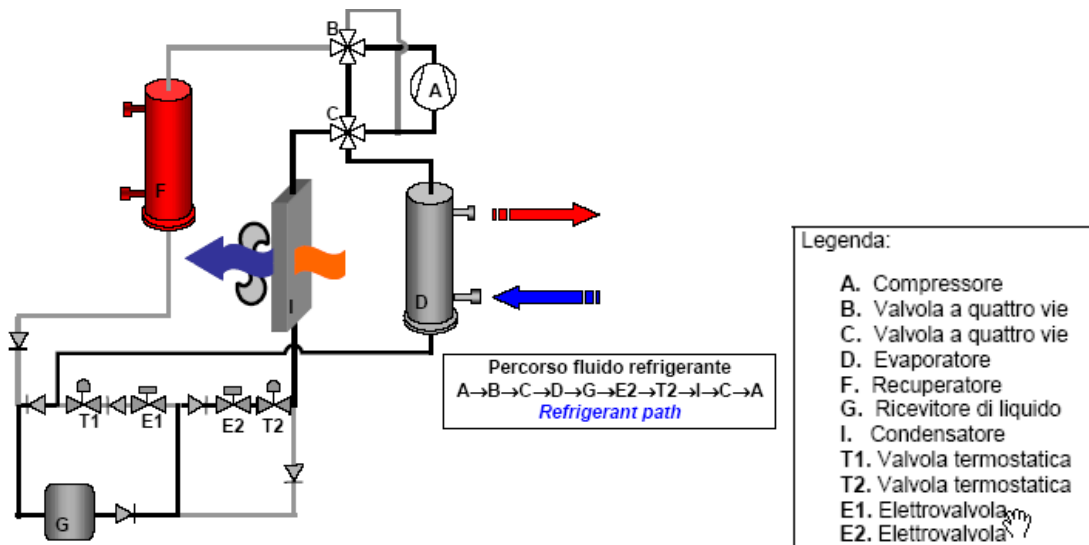 B
A
C
F
I
D
T1
E1
E2
T2
G
Percorso fluido refrigerante
A→B→C→D→G→E2→T2→I→C→A
Refrigerant path
Legenda:
A. Compressore
B. Valvola a quattro vie
C. Valvola a quattro vie
D. Evaporatore
F. Recuperatore
G. Ricevitore di liquido
I. Condensatore
T1. Valvola termostatica
T2. Valvola termostatica
E1. Elettrovalvola
E2. Elettrovalvola